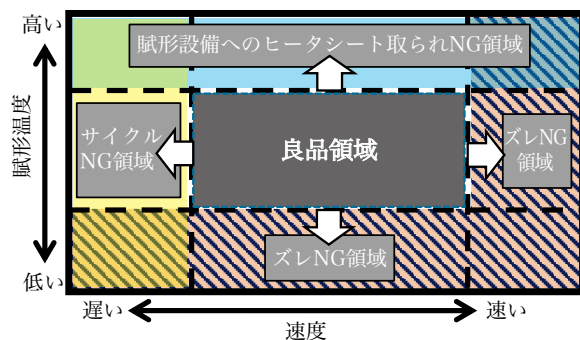 高い
賦形設備へのヒータシート取られNG領域
賦形温度
サイクル
NG領域
良品領域
ズレNG
領域
ズレNG領域
低い
遅い
速い
速度